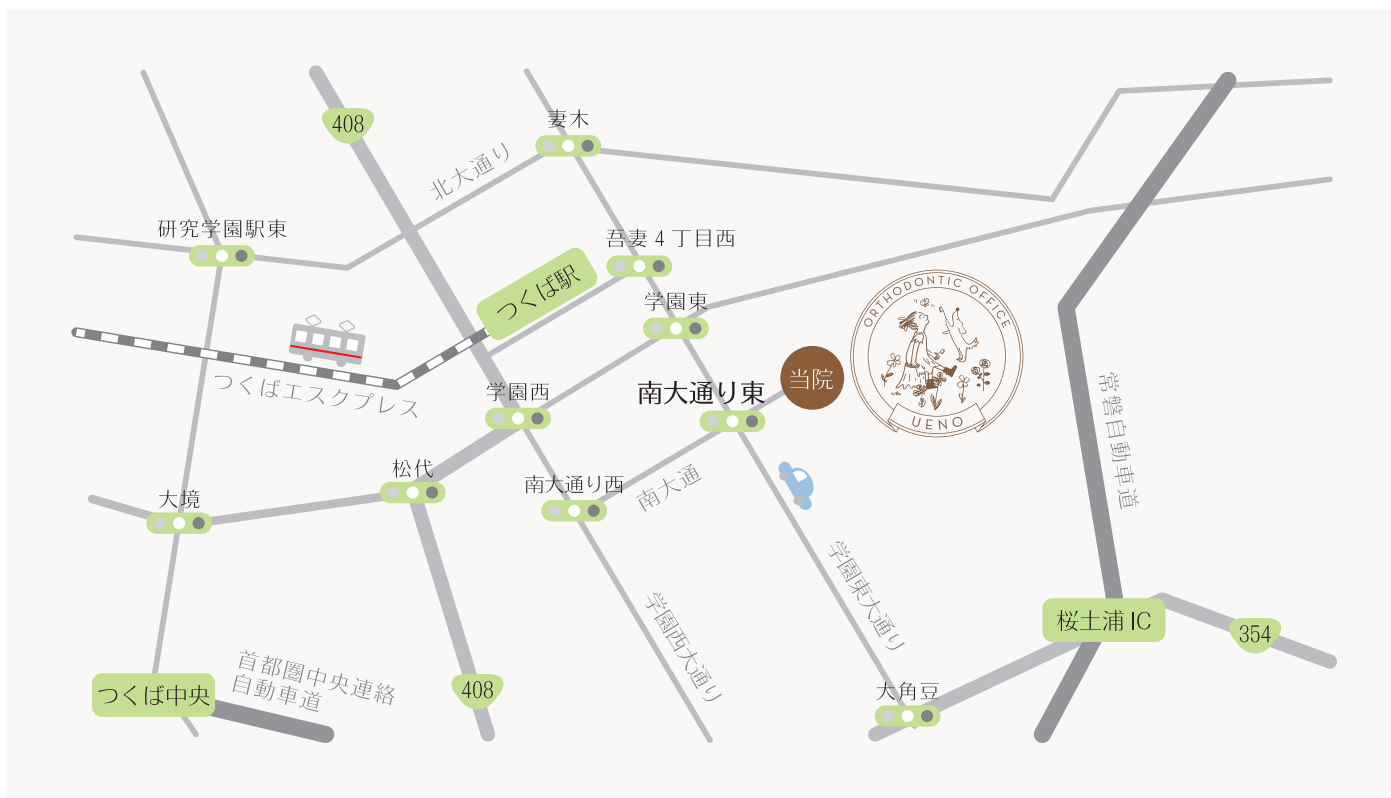 408
妻木
北大通り
研究学園駅東
吾妻4丁目西
つくば駅
学園東
ORTHODONTIC OFFICE
UENO
当院
つくばエスクプレス
学園西
南大通り東
常磐自動車道
松代
南大通り西
南大通
大境
学園東大通り
学園西大通り
桜土浦IC
354
首都圏中央連絡
自動車道
つくば中央
408
大角豆